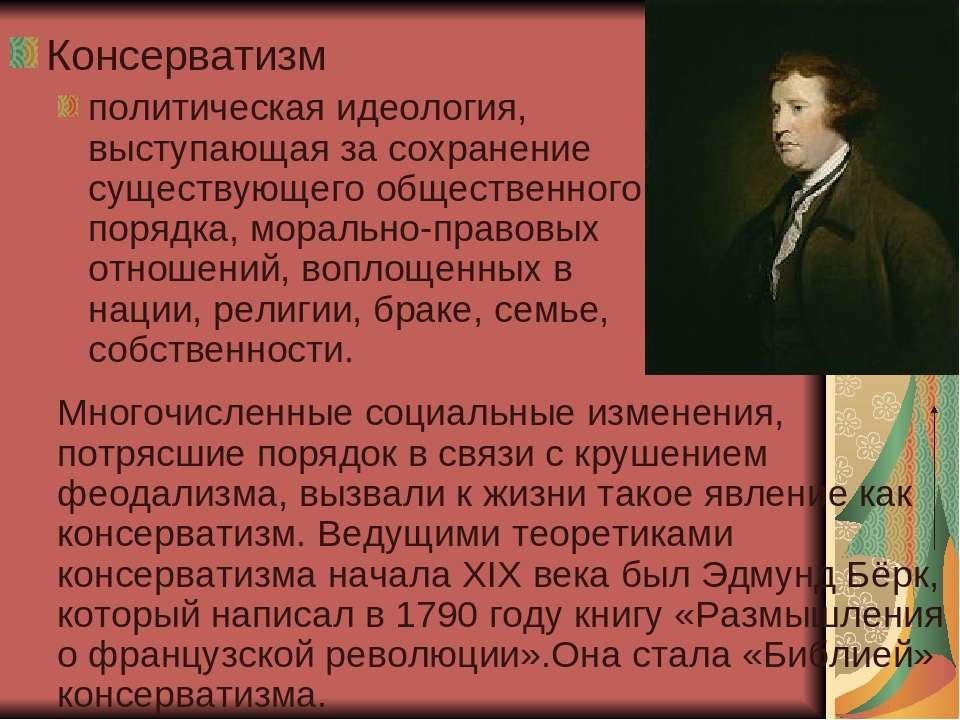 Консерватизм
политическая идеология,
выступающая за сохранение
существующего общественного
порядка, морально-правовых
отношений, воплощенных в
нации, религии, браке, семье,
собственности.
Многочисленные социальные изменения,
потрясшие порядок в связи с крушением
феодализма, вызвали к жизни такое явление как
консерватизм. Ведущими теоретиками
консерватизма начала XIX века был Эдмунд Бёрк,
который написал в 1790 году книгу «Размышления
о французской революции».Она стала «Библией»
консерватизма.